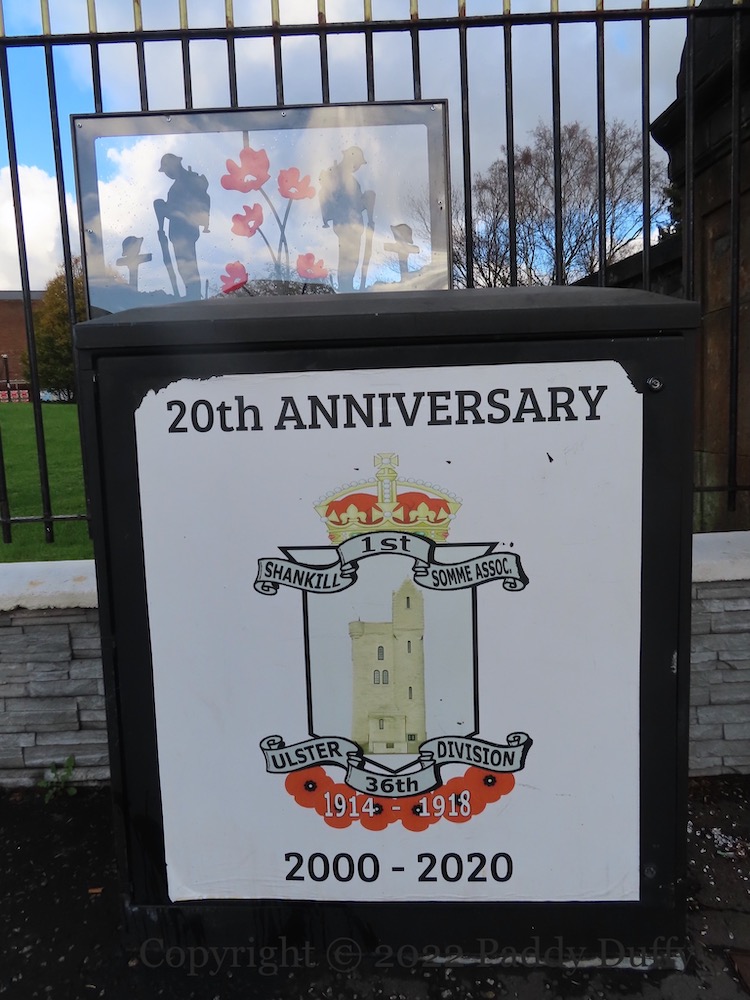 20th ANNIVERSARY
1st
SHANKILL SOMME ASSOC.
ULSTER DIVISION
36th
1914 - 1918
2000 - 2020
Copyright © 2022 Paddy Duffy